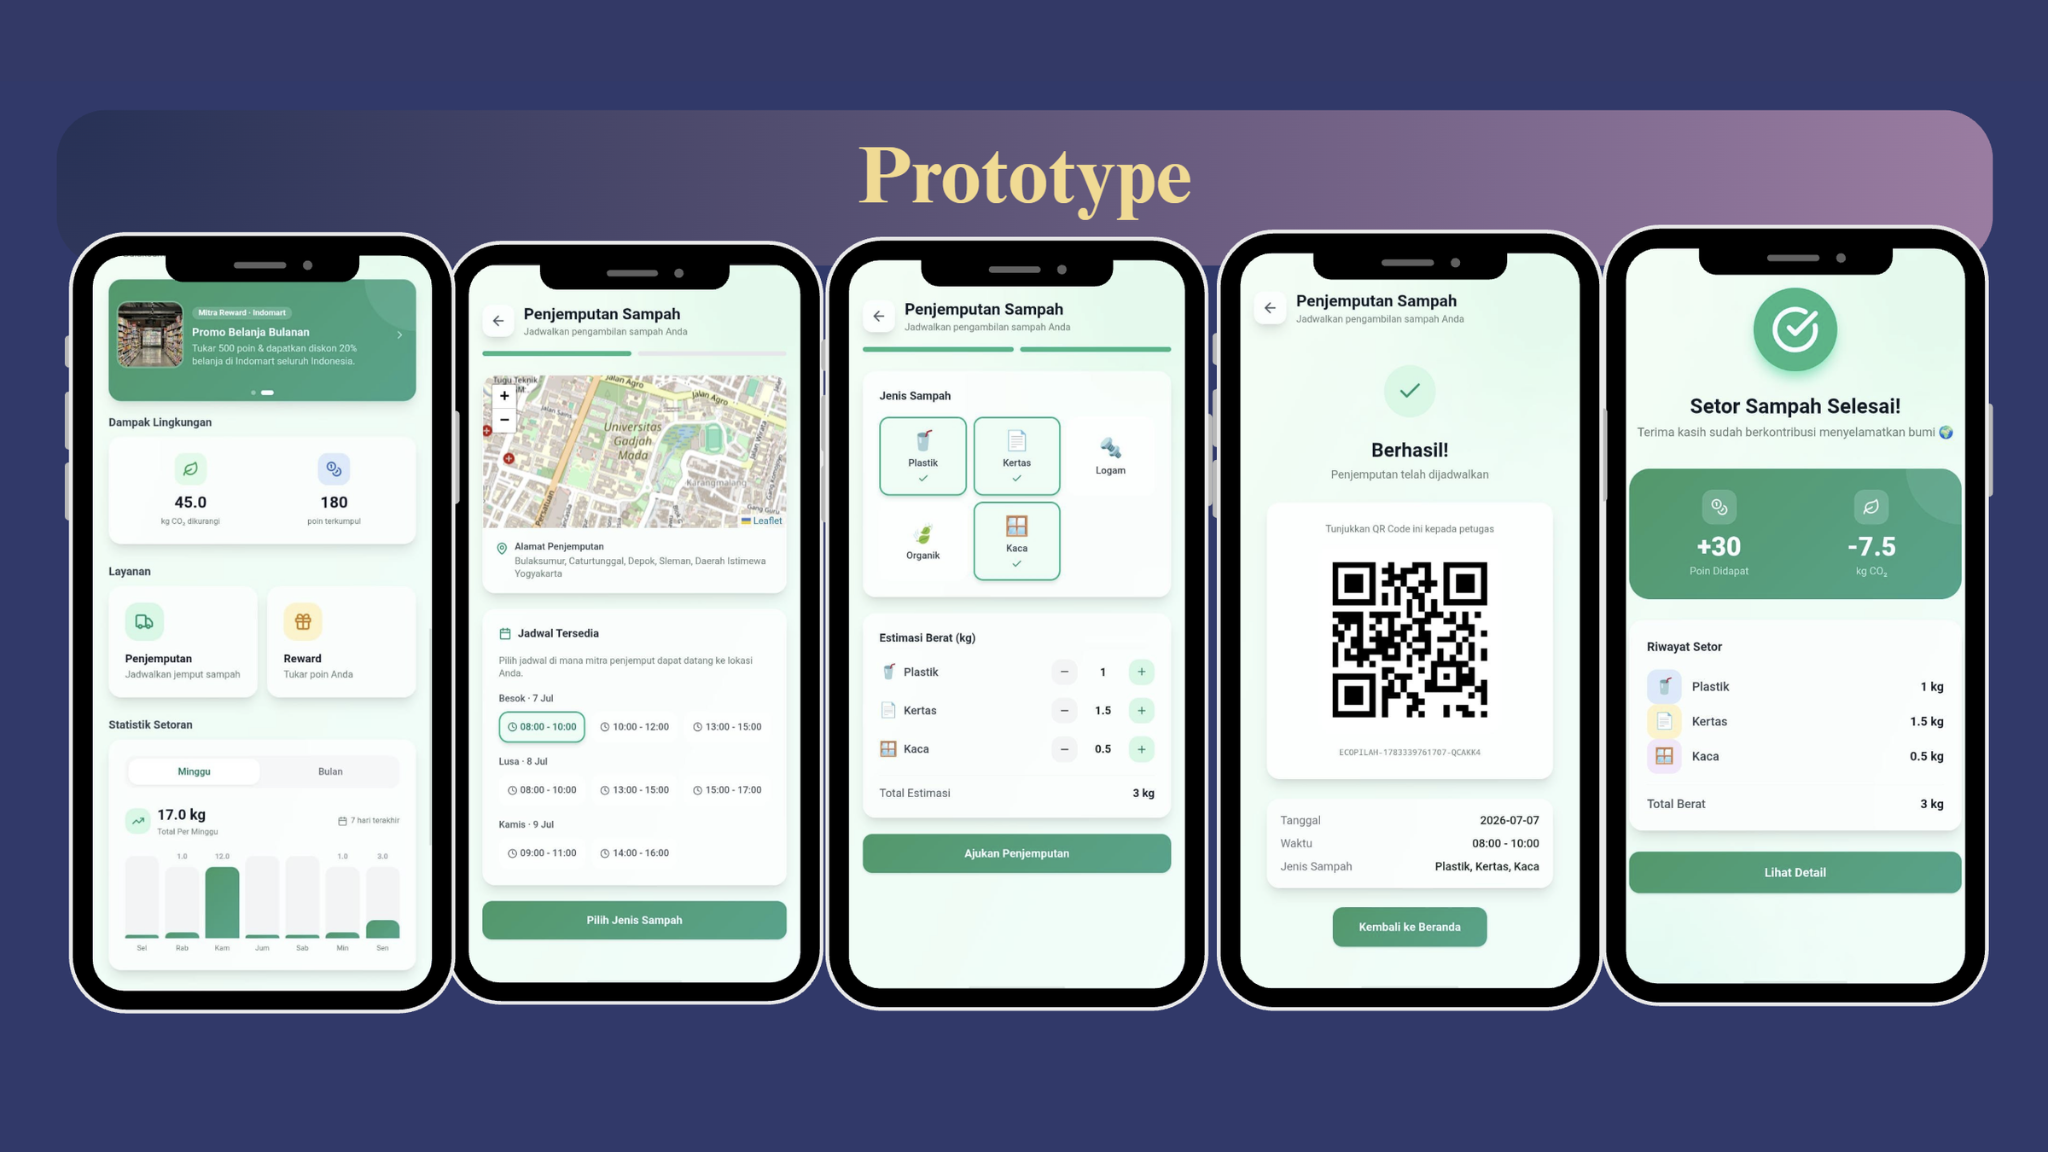 Prototype
Mitra Reward · Indomart
Promo Belanja Bulanan
Tukar 500 poin & dapatkan diskon 20%
belanja di Indomart seluruh Indonesia.
Dampak Lingkungan
45.0
kg CO₂ dikurangi
180
poin terkumpul
Layanan
Penjemputan
Jadwalkan jemput sampah
Reward
Tukar poin Anda
Statistik Setoran
Minggu
Bulan
17.0 kg
Total Per Minggu
7 hari terakhir
1.0 12.0 1.0 3.0
Sel Rab Kam Jum Sab Min Sen
Penjemputan Sampah
Jadwalkan pengambilan sampah Anda
Tugu Teknik
Jalan Agro
Jalan Agro
+
−
Universitas
Gadjah
Mada
Karangmalang
Leaflet
Alamat Penjemputan
Bulaksumur, Caturtunggal, Depok, Sleman, Daerah Istimewa
Yogyakarta
Jadwal Tersedia
Pilih jadwal di mana mitra penjemput dapat datang ke lokasi
Anda.
Besok · 7 Jul
08:00 - 10:00 10:00 - 12:00 13:00 - 15:00
Lusa · 8 Jul
08:00 - 10:00 13:00 - 15:00 15:00 - 17:00
Kamis · 9 Jul
09:00 - 11:00 14:00 - 16:00
Pilih Jenis Sampah
Penjemputan Sampah
Jadwalkan pengambilan sampah Anda
Jenis Sampah
Plastik Kertas Logam
Organik Kaca
Estimasi Berat (kg)
Plastik − 1 +
Kertas − 1.5 +
Kaca − 0.5 +
Total Estimasi 3 kg
Ajukan Penjemputan
Penjemputan Sampah
Jadwalkan pengambilan sampah Anda
Berhasil!
Penjemputan telah dijadwalkan
Tunjukkan QR Code ini kepada petugas
ECOPILAH-1783339761707-QCAKK4
Tanggal 2026-07-07
Waktu 08:00 - 10:00
Jenis Sampah Plastik, Kertas, Kaca
Kembali ke Beranda
Setor Sampah Selesai!
Terima kasih sudah berkontribusi menyelamatkan bumi 🌍
+30
Poin Didapat
-7.5
kg CO₂
Riwayat Setor
Plastik 1 kg
Kertas 1.5 kg
Kaca 0.5 kg
Total Berat 3 kg
Lihat Detail